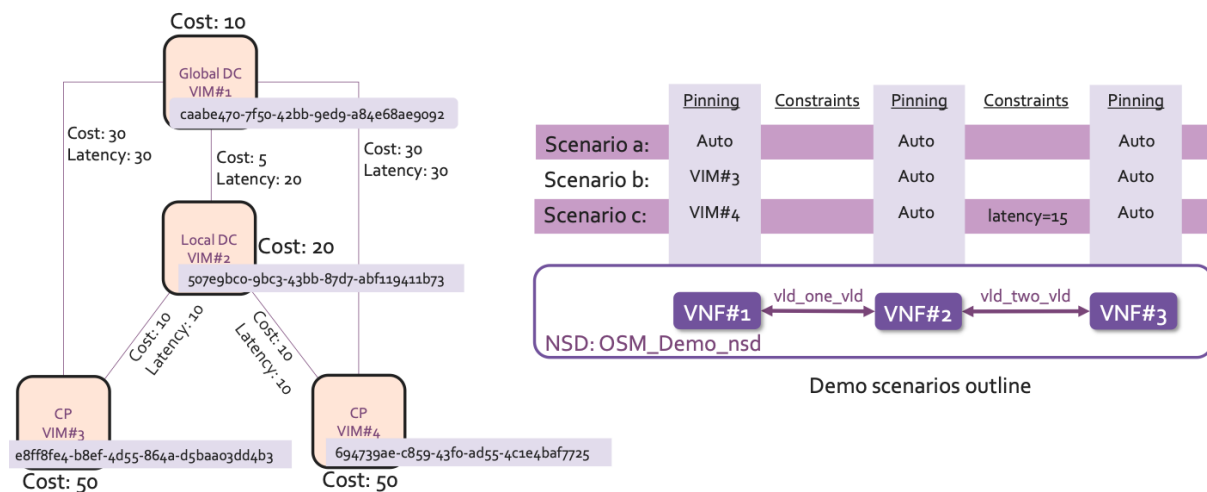 Cost: 10
Global DC
VIM#1
caabe470-7f50-42bb-9ed9-a84e68ae9092
Cost: 30
Latency: 30
Cost: 5
Latency: 20
Cost: 30
Latency: 30
Local DC
VIM#2
Cost: 20
507e9bc0-9bc3-43bb-87d7-abf119411b73
Cost: 10
Latency: 10
Cost: 10
Latency: 10
CP
VIM#3
e8ff8fe4-b8ef-4d55-864a-d5baa03dd4b3
Cost: 50
CP
VIM#4
694739ae-c859-43f0-ad55-4c1e4baf7725
Cost: 50
Pinning Constraints Pinning Constraints Pinning
Scenario a: Auto Auto Auto
Scenario b: VIM#3 Auto Auto
Scenario c: VIM#4 Auto latency=15 Auto
VNF#1 vld_one_vld VNF#2 vld_two_vld VNF#3
NSD: OSM_Demo_nsd
Demo scenarios outline